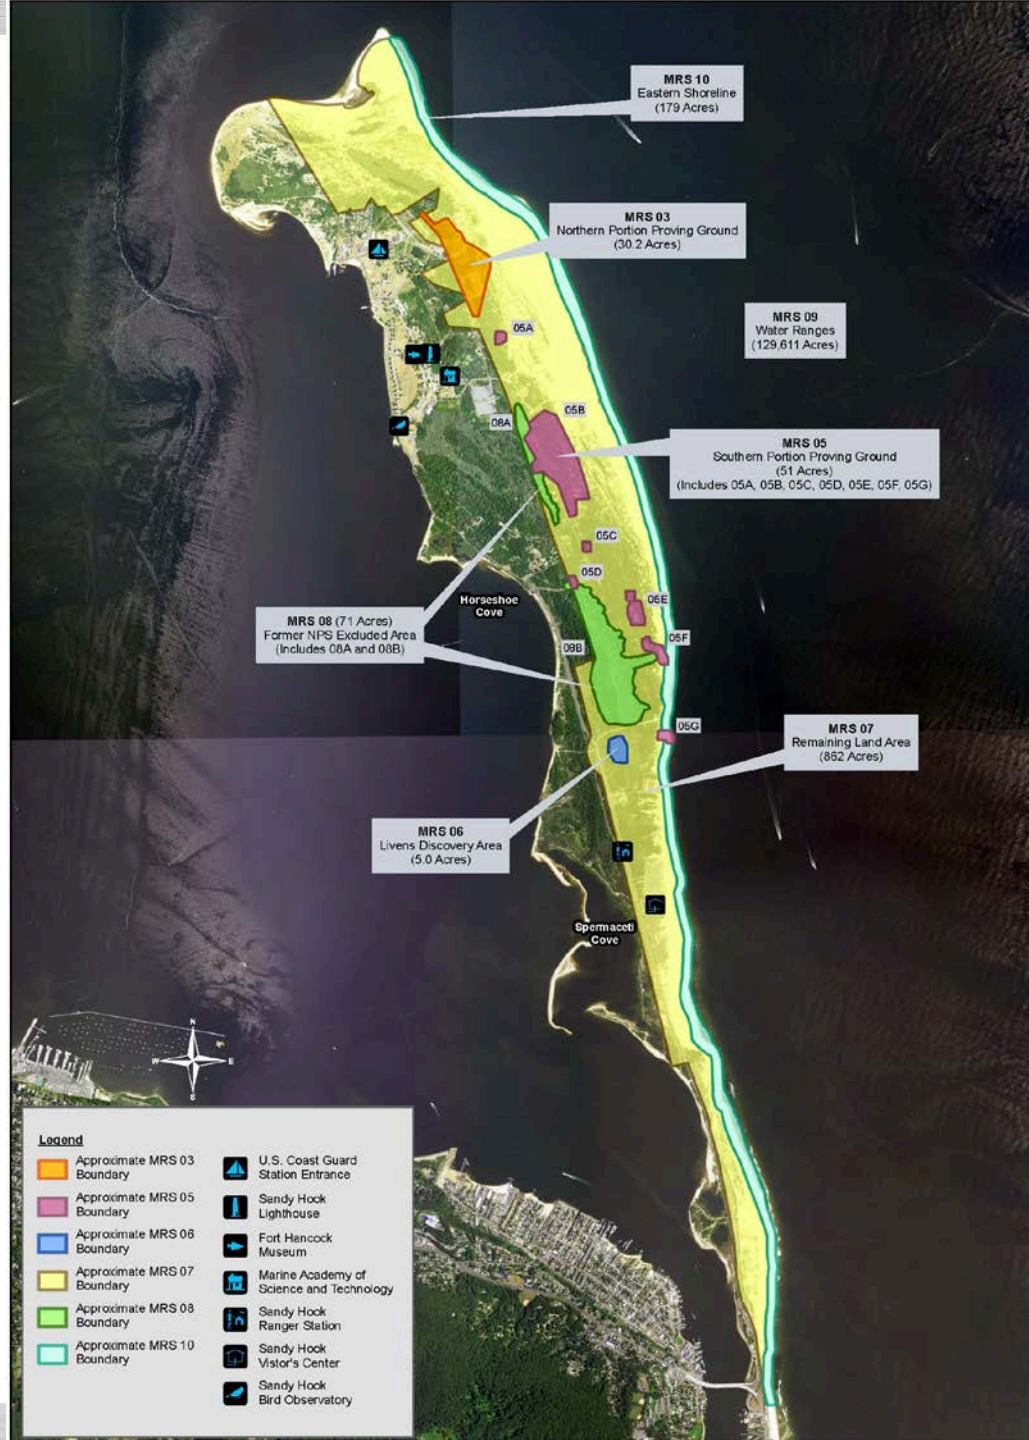 MRS 10
Eastern Shoreline
(179 Acres)
MRS 03
Northern Portion Proving Ground
(30.2 Acres)
MRS 09
Water Ranges
(129,611 Acres)
05A
05B
08A
MRS 05
Southern Portion Proving Ground
(51 Acres)
(Includes 05A, 05B, 05C, 05D, 05E, 05F, 05G)
05C
05D
05E
Horseshoe
Cove
MRS 08 (71 Acres)
Former NPS Excluded Area
(Includes 08A and 08B)
05F
08B
05G
MRS 07
Remaining Land Area
(862 Acres)
MRS 06
Livens Discovery Area
(5.0 Acres)
Spermaceti
Cove
N
W
E
S
Legend
Approximate MRS 03
Boundary
Approximate MRS 05
Boundary
Approximate MRS 06
Boundary
Approximate MRS 07
Boundary
Approximate MRS 08
Boundary
Approximate MRS 10
Boundary
U.S. Coast Guard
Station Entrance
Sandy Hook
Lighthouse
Fort Hancock
Museum
Marine Academy of
Science and Technology
Sandy Hook
Ranger Station
Sandy Hook
Vistor's Center
Sandy Hook
Bird Observatory